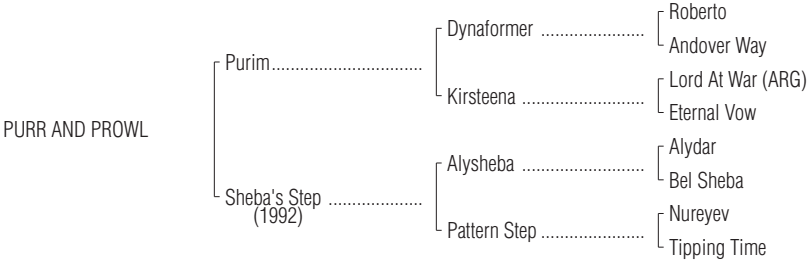 Roberto
Dynaformer ......................
Andover Way
Purim................................
Lord At War (ARG)
Kirsteena ..........................
Eternal Vow
PURR AND PROWL
Alydar
Alysheba ..........................
Bel Sheba
Sheba's Step ....................
(1992)
Nureyev
Pattern Step ......................
Tipping Time